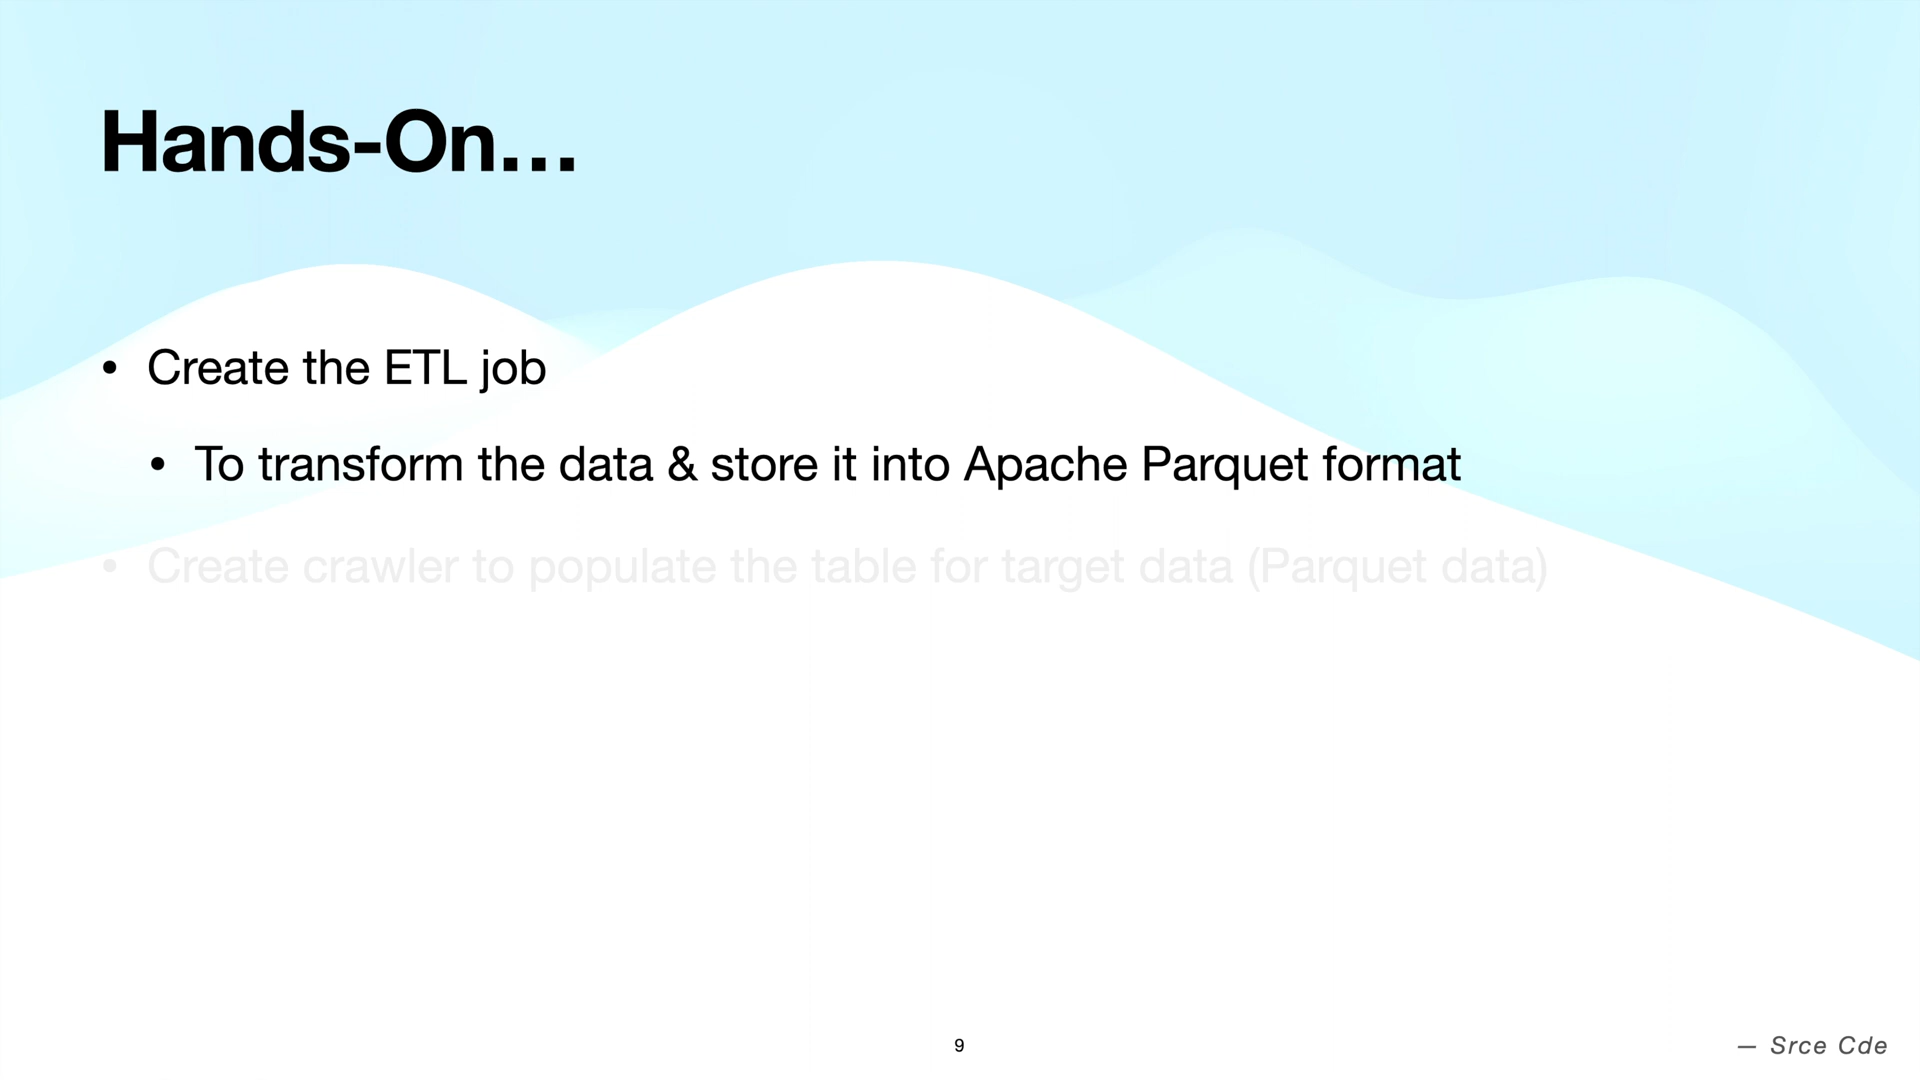 Hands-On…
• Create the ETL job
• To transform the data & store it into Apache Parquet format
• Create crawler to populate the table for target data (Parquet data)
9
— Srce Cde